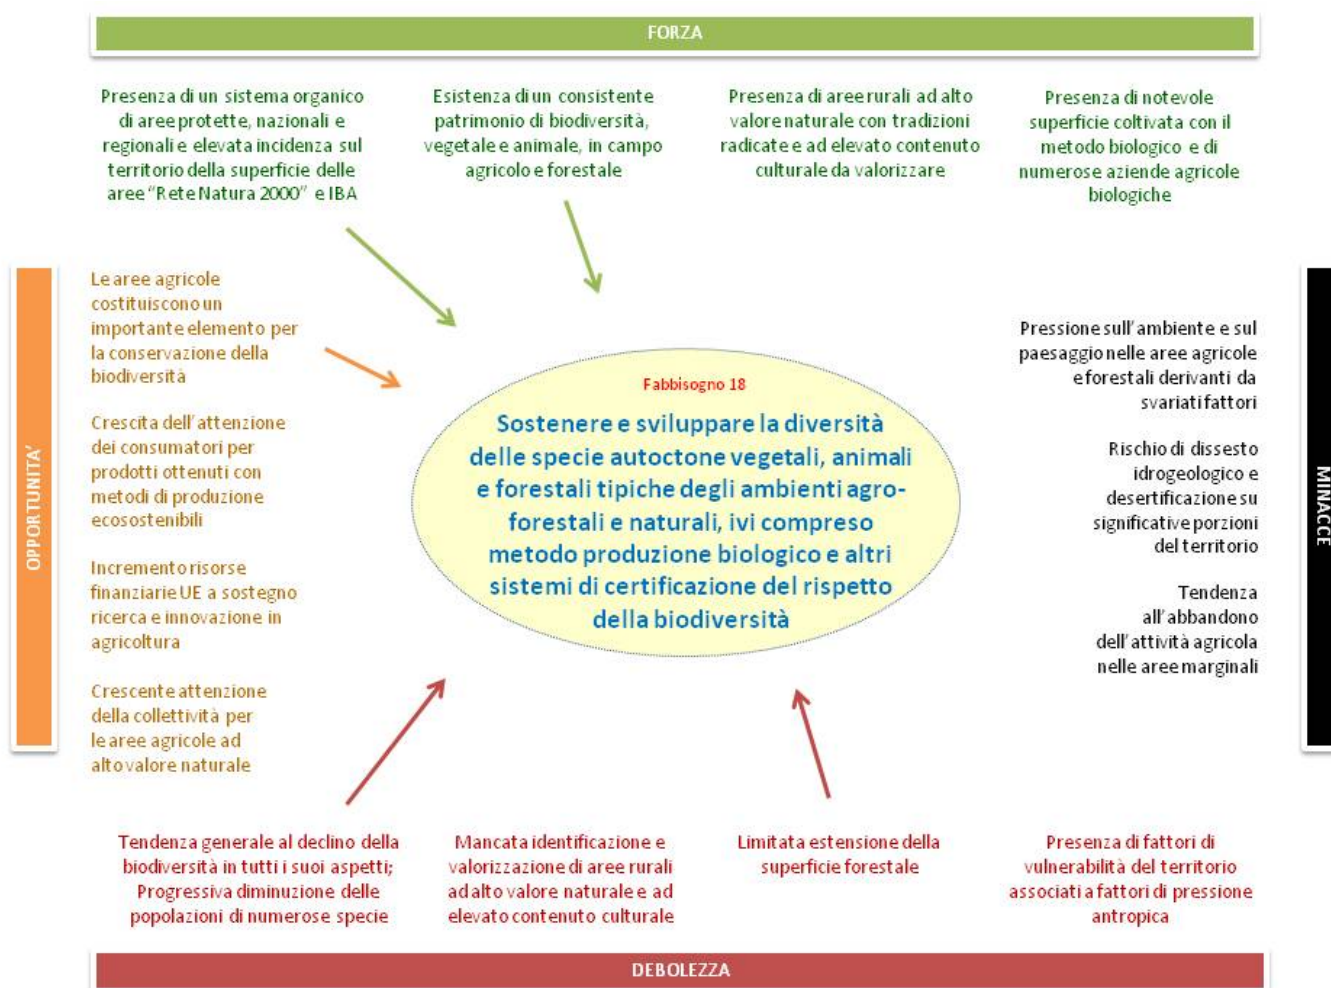 FORZA
Presenza di un sistema organico
di aree protette, nazionali e
regionali e elevata incidenza sul
territorio della superficie delle
aree “Rete Natura 2000” e IBA
Esistenza di un consistente
patrimonio di biodiversità,
vegetale e animale, in campo
agricolo e forestale
Presenza di aree rurali ad alto
valore naturale con tradizioni
radicate e ad elevato contenuto
culturale da valorizzare
Presenza di notevole
superficie coltivata con il
metodo biologico e di
numerose aziende agricole
biologiche
OPPORTUNITA’
Le aree agricole
costituiscono un
importante elemento per
la conservazione della
biodiversità
Crescita dell’attenzione
dei consumatori per
prodotti ottenuti con
metodi di produzione
ecosostenibili
Incremento risorse
finanziarie UE a sostegno
ricerca e innovazione in
agricoltura
Crescente attenzione
della collettività per
le aree agricole ad
alto valore naturale
Fabbisogno 18
Sostenere e sviluppare la diversità
delle specie autoctone vegetali, animali
e forestali tipiche degli ambienti agro-
forestali e naturali, ivi compreso
metodo produzione biologico e altri
sistemi di certificazione del rispetto
della biodiversità
Pressione sull’ambiente e sul
paesaggio nelle aree agricole
e forestali derivanti da
svariati fattori
Rischio di dissesto
idrogeologico e
desertificazione su
significative porzioni
del territorio
Tendenza
all’abbandono
dell’attività agricola
nelle aree marginali
MINACCE
Tendenza generale al declino della
biodiversità in tutti i suoi aspetti;
Progressiva diminuzione delle
popolazioni di numerose specie
Mancata identificazione e
valorizzazione di aree rurali
ad alto valore naturale e ad
elevato contenuto culturale
Limitata estensione della
superficie forestale
Presenza di fattori di
vulnerabilità del territorio
associati a fattori di pressione
antropica
DEBOLEZZA